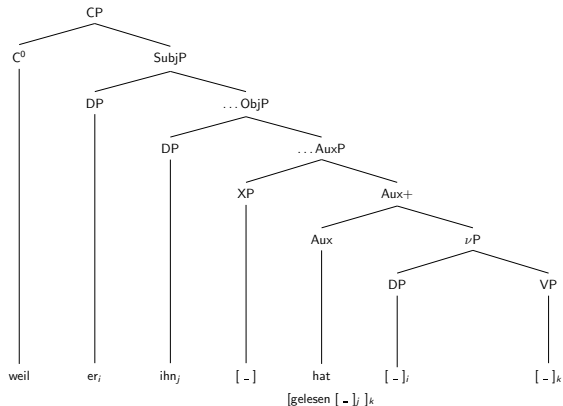 CP
C⁰ SubjP
DP …ObjP
DP …AuxP
XP Aux+
Aux νP
DP VP
weil erᵢ ihnⱼ [ _ ] hat [ _ ]ᵢ [ _ ]ₖ
[gelesen [ _ ]ⱼ ]ₖ